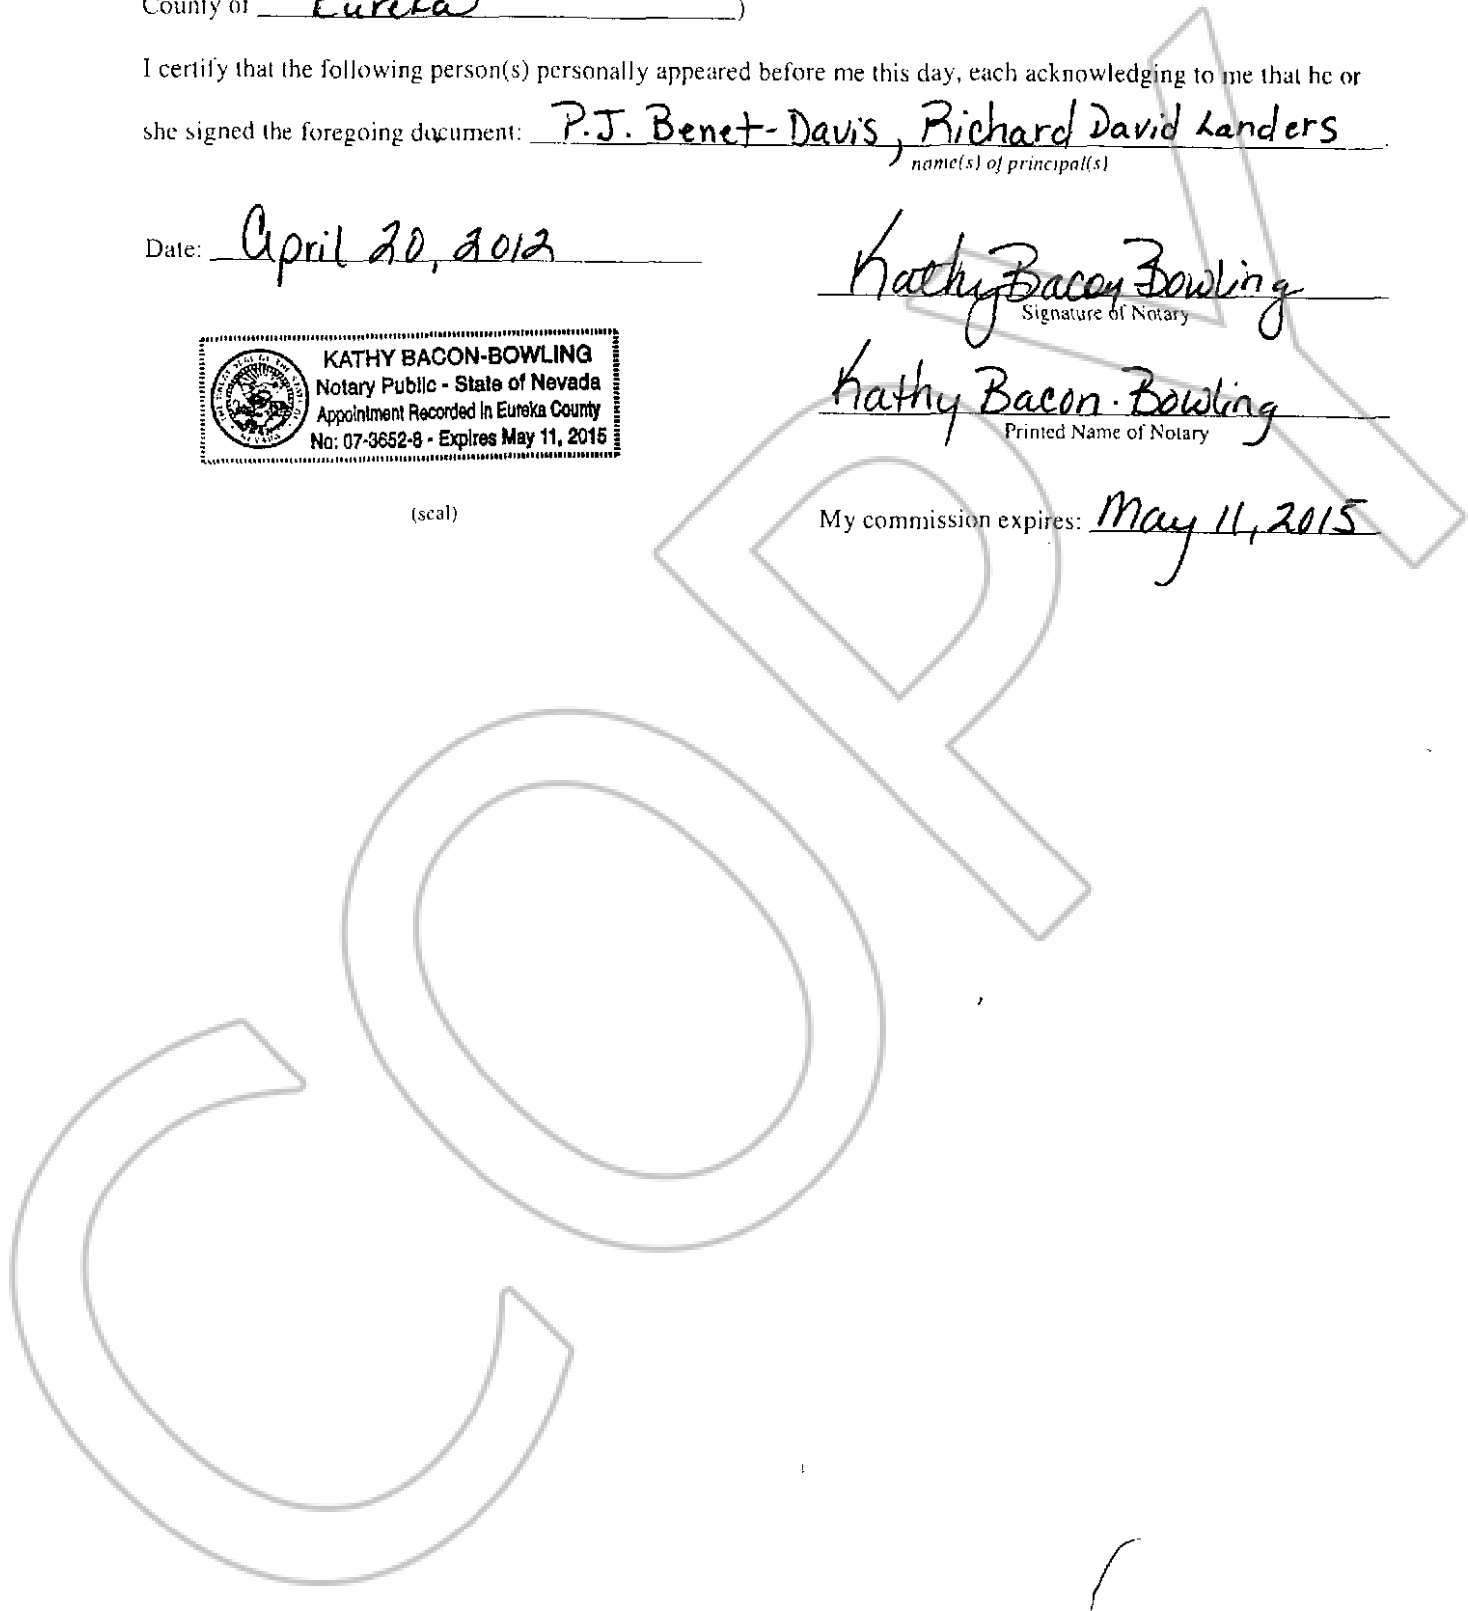 County of Eureka )
I certify that the following person(s) personally appeared before me this day, each acknowledging to me that he or
she signed the foregoing document: P.J. Benet-Davis, Richard David Landers.
name(s) of principal(s)
Date: April 20, 2012
Kathy Bacon Bowling
Signature of Notary
KATHY BACON-BOWLING
Notary Public - State of Nevada
Appointment Recorded in Eureka County
No: 07-3652-8 - Expires May 11, 2015
Kathy Bacon-Bowling
Printed Name of Notary
(seal)
My commission expires: May 11, 2015
COPY